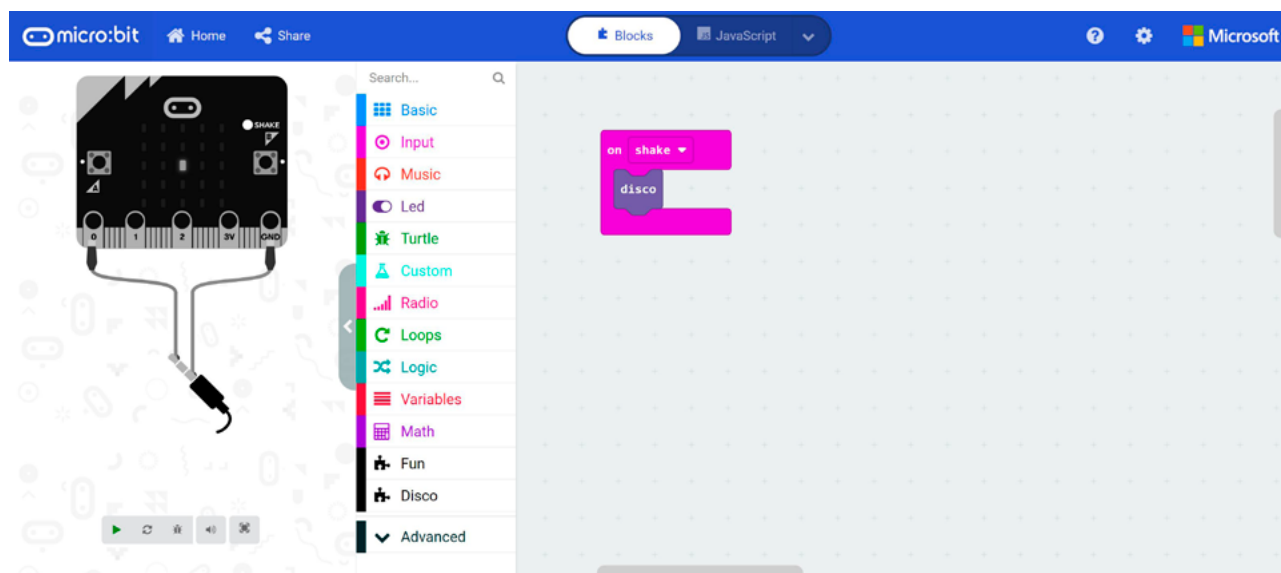 micro:bit Home Share Blocks JavaScript Microsoft
SHAKE
B
A
0 1 2 3V GND
Search...
Basic
Input
Music
Led
Turtle
Custom
Radio
Loops
Logic
Variables
Math
Fun
Disco
Advanced
on shake
disco